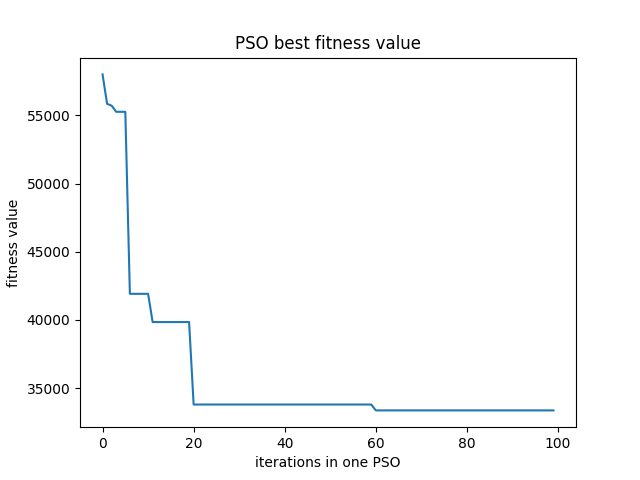 PSO best fitness value
fitness value
55000
50000
45000
40000
35000
0 20 40 60 80 100
iterations in one PSO